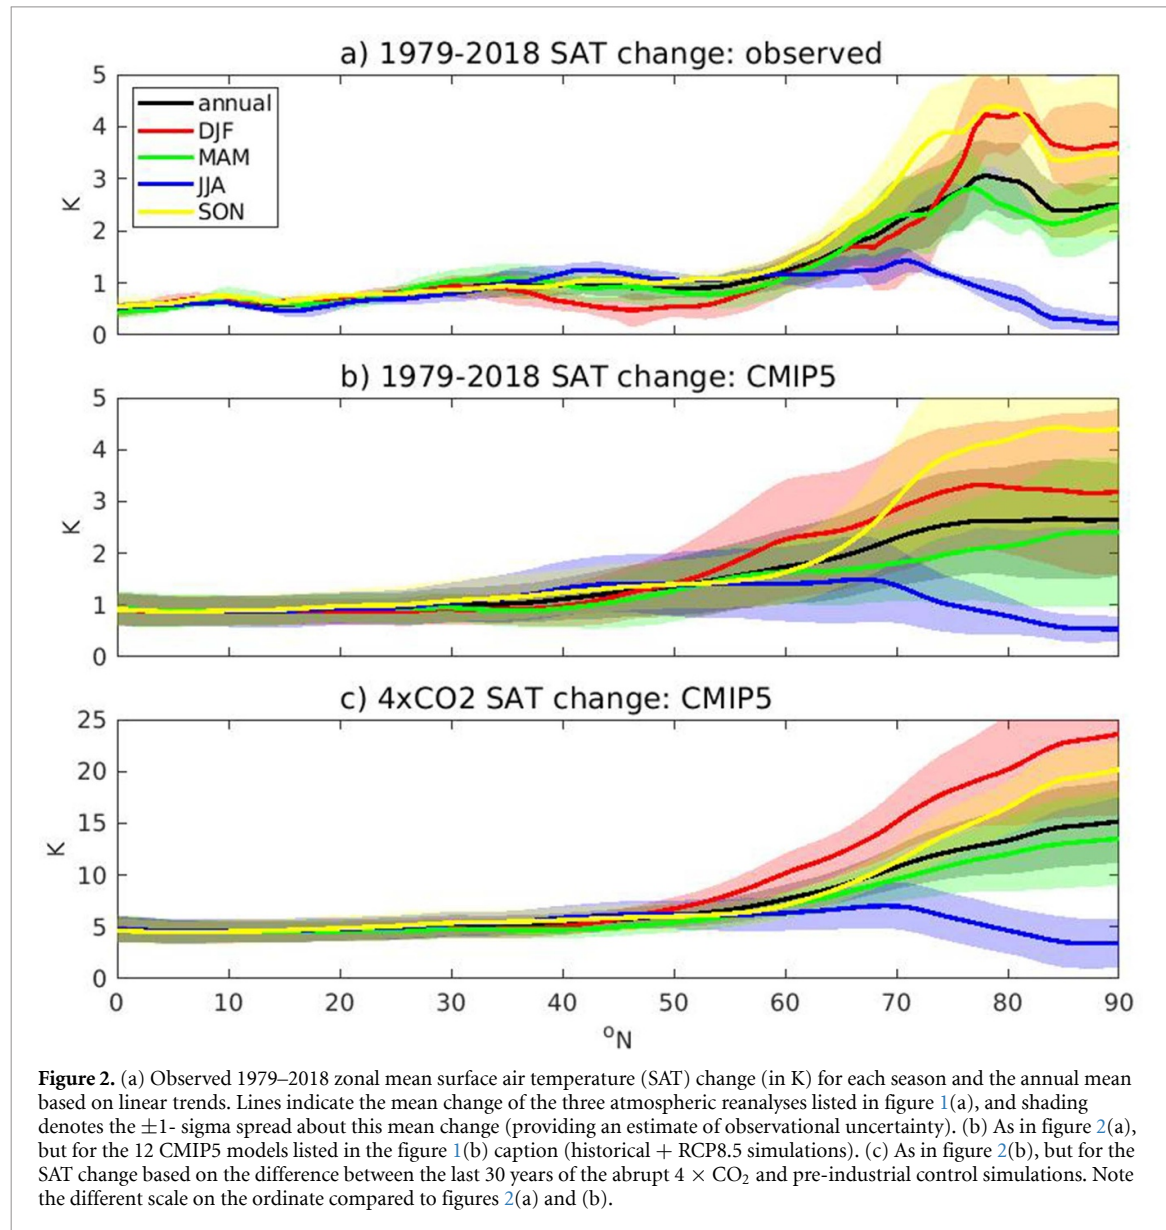 a) 1979-2018 SAT change: observed
5
4
3
2
1
0
K
annual
DJF
MAM
JJA
SON
b) 1979-2018 SAT change: CMIP5
5
4
3
2
1
0
K
c) 4xCO2 SAT change: CMIP5
25
20
15
10
5
0
K
0 10 20 30 40 50 60 70 80 90
°N
Figure 2. (a) Observed 1979–2018 zonal mean surface air temperature (SAT) change (in K) for each season and the annual mean
based on linear trends. Lines indicate the mean change of the three atmospheric reanalyses listed in figure 1(a), and shading
denotes the ±1- sigma spread about this mean change (providing an estimate of observational uncertainty). (b) As in figure 2(a),
but for the 12 CMIP5 models listed in the figure 1(b) caption (historical + RCP8.5 simulations). (c) As in figure 2(b), but for the
SAT change based on the difference between the last 30 years of the abrupt 4 × CO₂ and pre-industrial control simulations. Note
the different scale on the ordinate compared to figures 2(a) and (b).